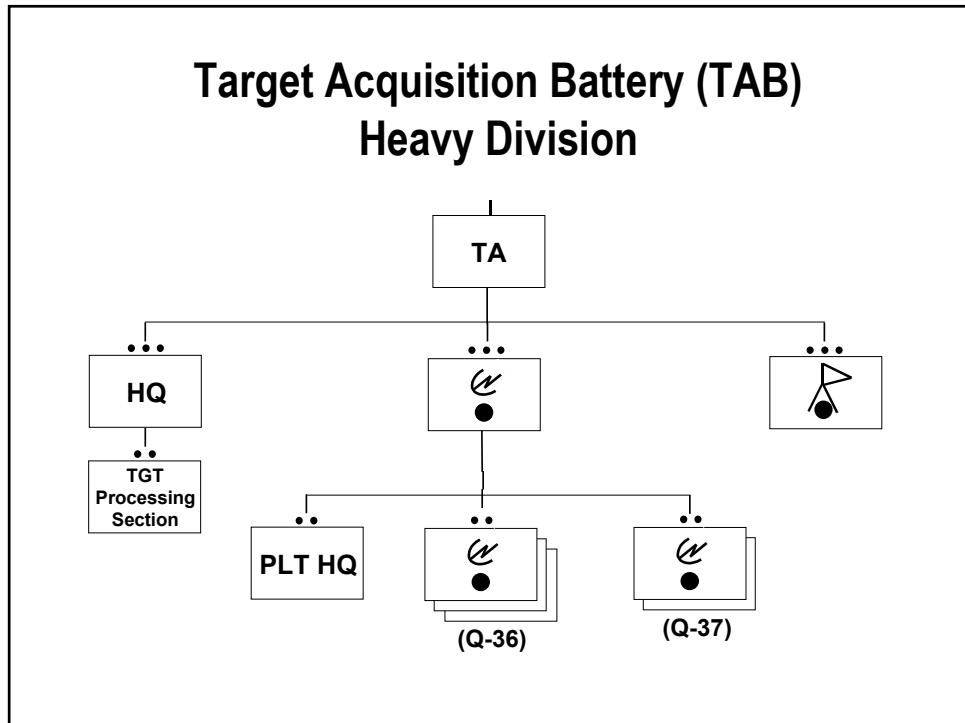 Target Acquisition Battery (TAB)
Heavy Division
TA
HQ
TGT
Processing
Section
PLT HQ
(Q-36)
(Q-37)